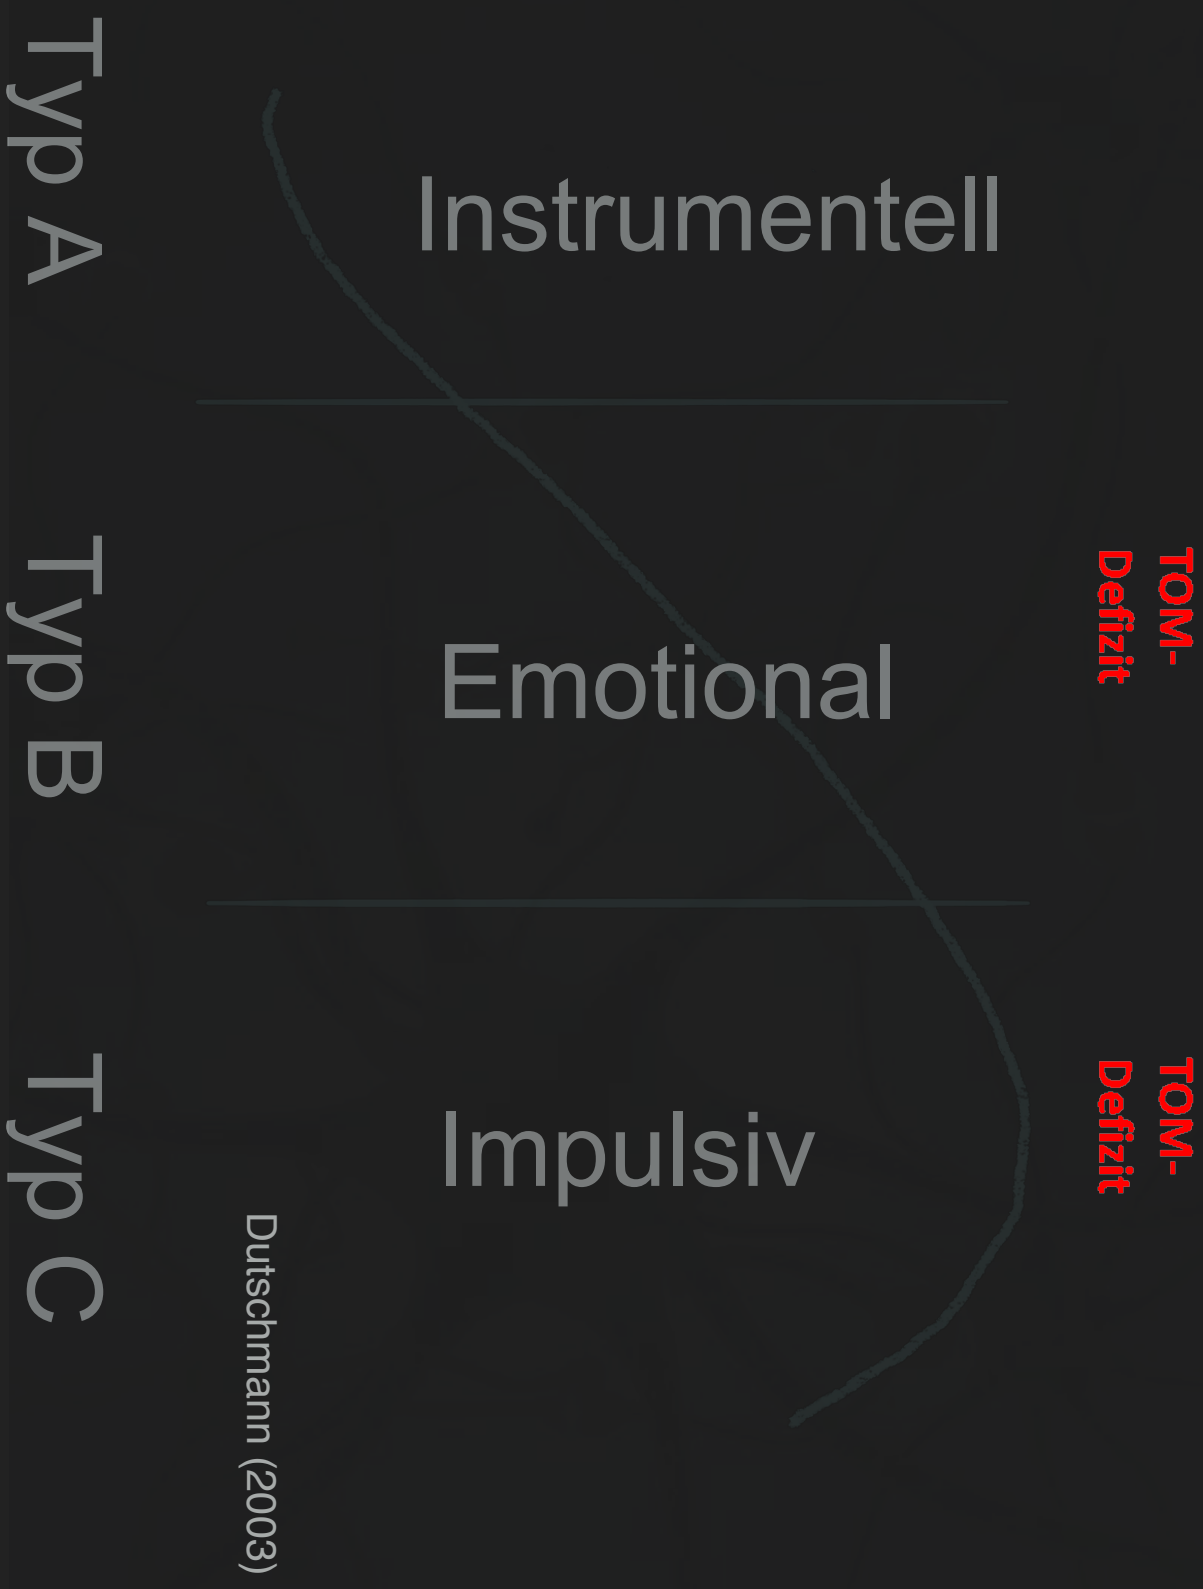 Typ A
Instrumentell
Typ B
Emotional
TOM-
Defizit
Typ C
Impulsiv
TOM-
Defizit
Dutschmann (2003)